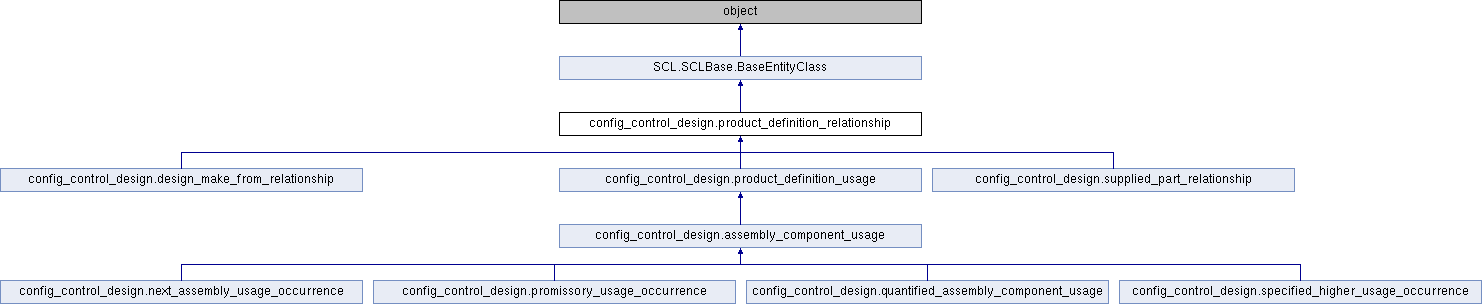 object
SCL.SCLBase.BaseEntityClass
config_control_design.product_definition_relationship
config_control_design.design_make_from_relationship
config_control_design.product_definition_usage
config_control_design.supplied_part_relationship
config_control_design.assembly_component_usage
config_control_design.next_assembly_usage_occurrence
config_control_design.promissory_usage_occurrence
config_control_design.quantified_assembly_component_usage
config_control_design.specified_higher_usage_occurrence